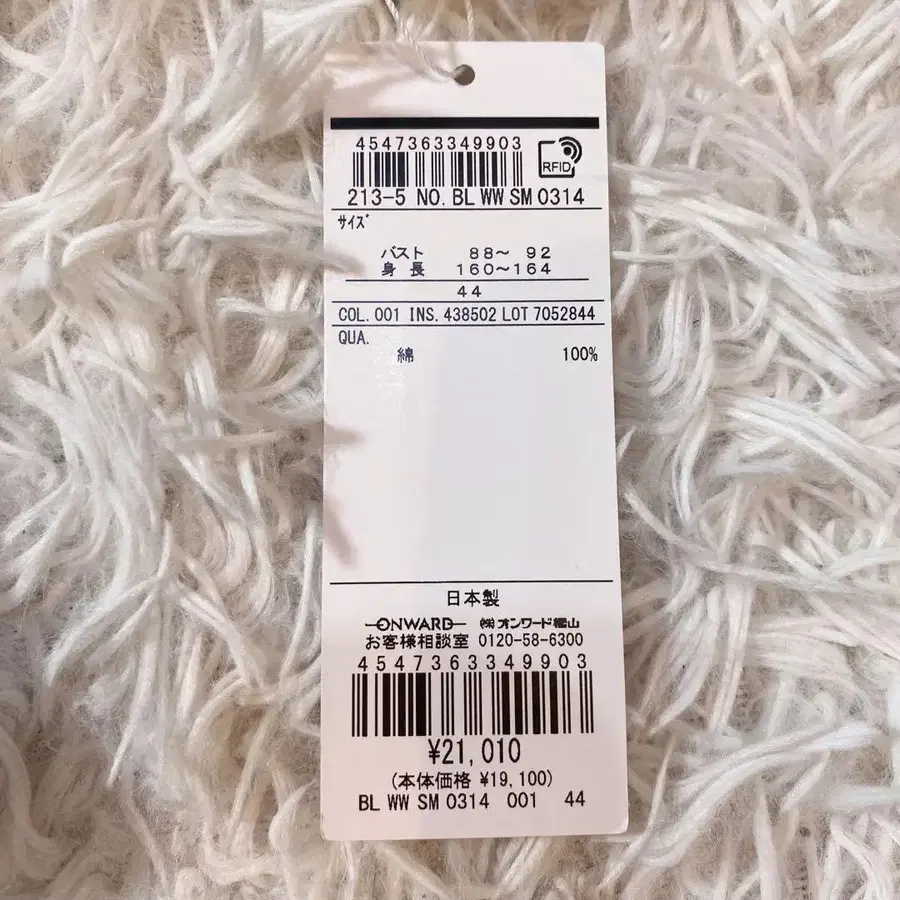 4547363349903
RFID
213-5 NO. BL WW SM 0314
サイズ
バスト 88～ 92
身長 160～164
44
COL. 001 INS. 438502 LOT 7052844
QUA.
綿 100%
日本製
ONWARD ㈱オンワード樫山
お客様相談室 0120-58-6300
4547363349903
¥21,010
(本体価格 ¥19,100)
BL WW SM 0314 001 44